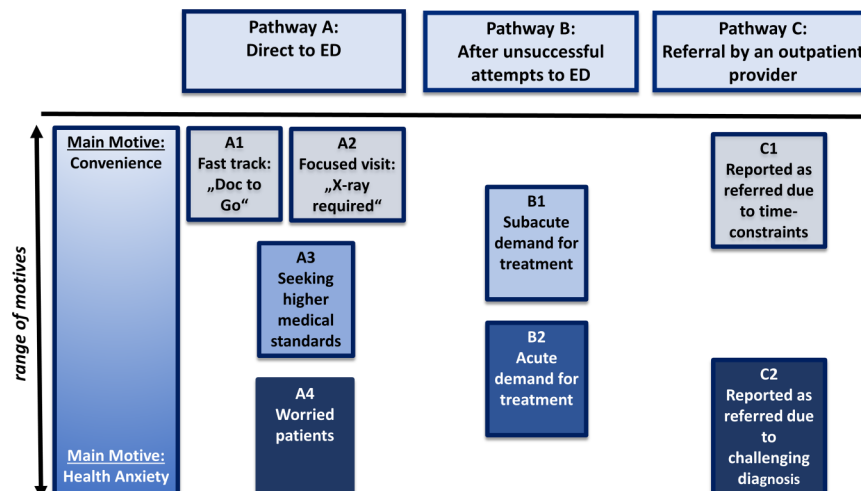 Pathway A:
Direct to ED
Pathway B:
After unsuccessful
attempts to ED
Pathway C:
Referral by an outpatient
provider
range of motives
Main Motive:
Convenience
Main Motive:
Health Anxiety
A1
Fast track:
„Doc to
Go“
A2
Focused visit:
„X-ray
required“
A3
Seeking
higher
medical
standards
A4
Worried
patients
B1
Subacute
demand for
treatment
B2
Acute
demand for
treatment
C1
Reported as
referred due
to time-
constraints
C2
Reported as
referred due
to
challenging
diagnosis